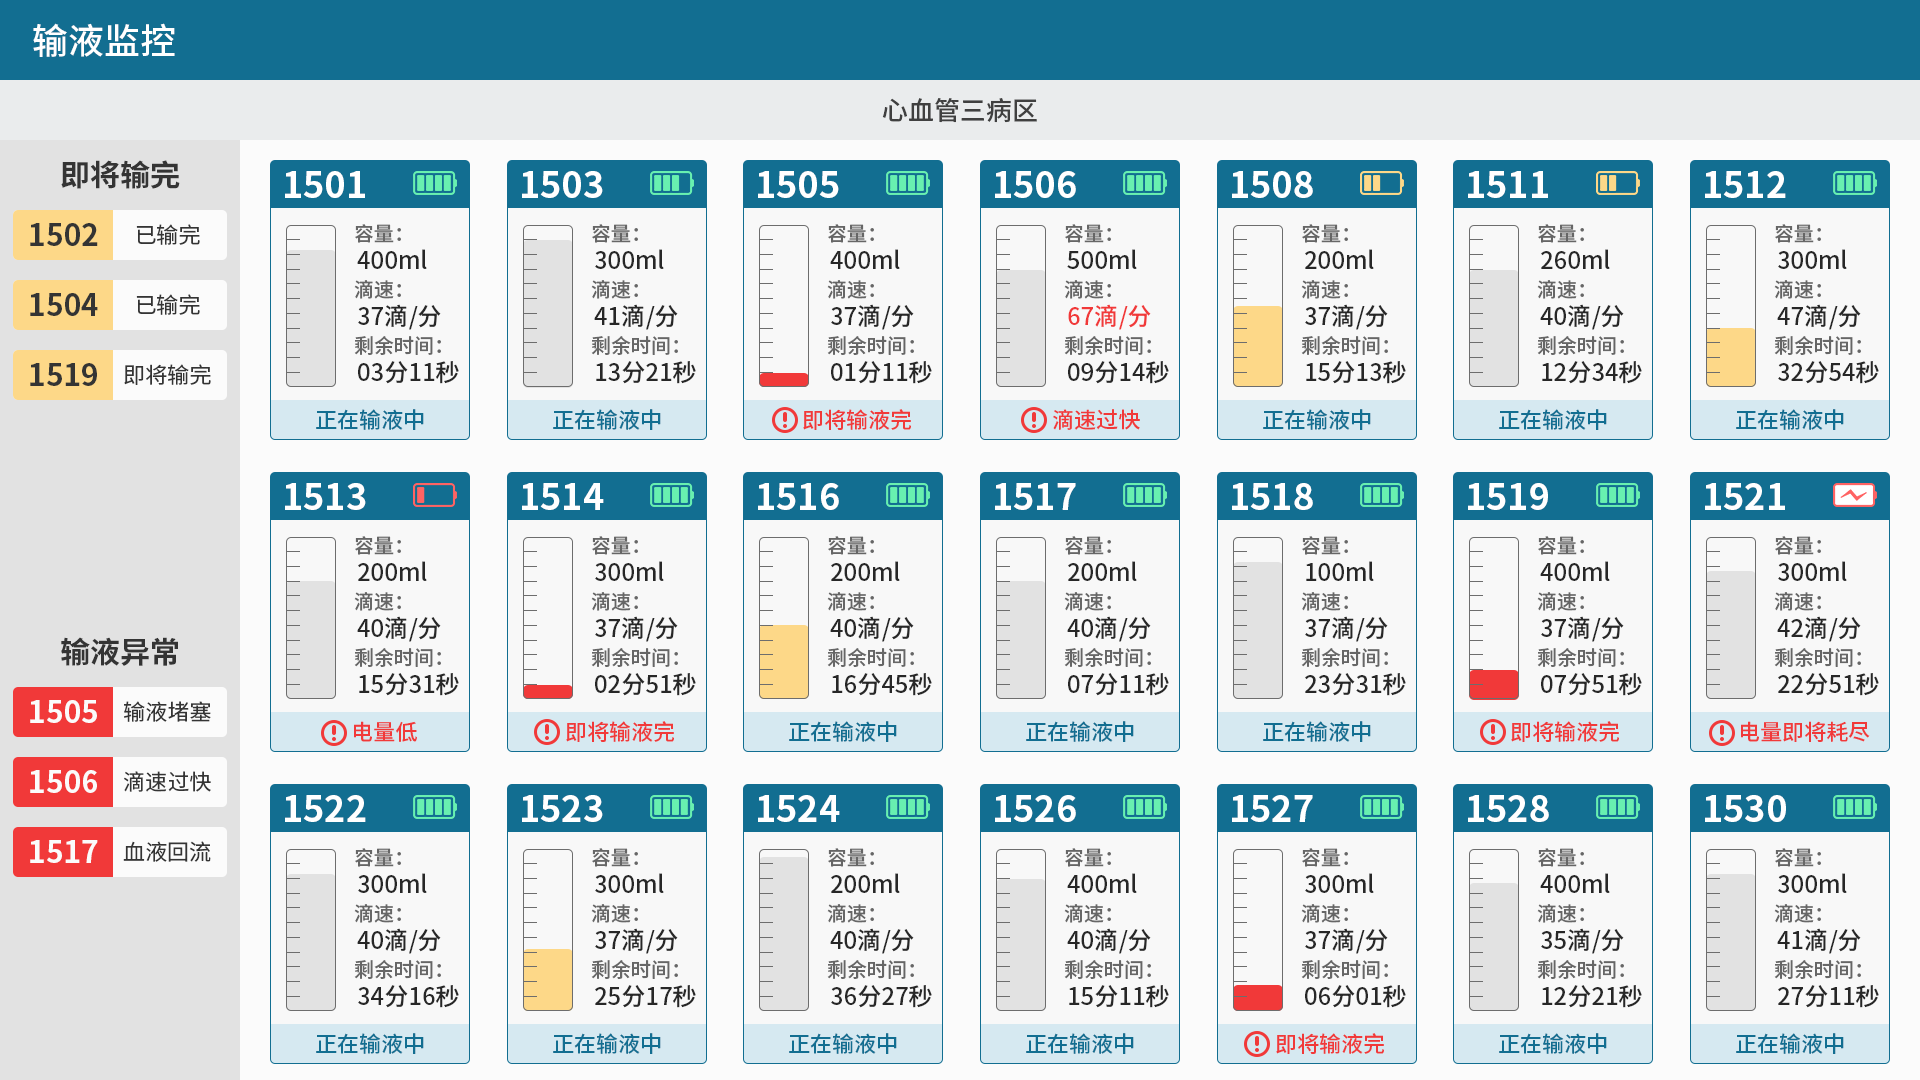 输液监控
心血管三病区
即将输完
1502 已输完
1504 已输完
1519 即将输完
输液异常
1505 输液堵塞
1506 滴速过快
1517 血液回流
1501
容量：
400ml
滴速：
37滴/分
剩余时间：
03分11秒
正在输液中
1503
容量：
300ml
滴速：
41滴/分
剩余时间：
13分21秒
正在输液中
1505
容量：
400ml
滴速：
37滴/分
剩余时间：
01分11秒
即将输液完
1506
容量：
500ml
滴速：
67滴/分
剩余时间：
09分14秒
滴速过快
1508
容量：
200ml
滴速：
37滴/分
剩余时间：
15分13秒
正在输液中
1511
容量：
260ml
滴速：
40滴/分
剩余时间：
12分34秒
正在输液中
1512
容量：
300ml
滴速：
47滴/分
剩余时间：
32分54秒
正在输液中
1513
容量：
200ml
滴速：
40滴/分
剩余时间：
15分31秒
电量低
1514
容量：
300ml
滴速：
37滴/分
剩余时间：
02分51秒
即将输液完
1516
容量：
200ml
滴速：
40滴/分
剩余时间：
16分45秒
正在输液中
1517
容量：
200ml
滴速：
40滴/分
剩余时间：
07分11秒
正在输液中
1518
容量：
100ml
滴速：
37滴/分
剩余时间：
23分31秒
正在输液中
1519
容量：
400ml
滴速：
37滴/分
剩余时间：
07分51秒
即将输液完
1521
容量：
300ml
滴速：
42滴/分
剩余时间：
22分51秒
电量即将耗尽
1522
容量：
300ml
滴速：
40滴/分
剩余时间：
34分16秒
正在输液中
1523
容量：
300ml
滴速：
37滴/分
剩余时间：
25分17秒
正在输液中
1524
容量：
200ml
滴速：
40滴/分
剩余时间：
36分27秒
正在输液中
1526
容量：
400ml
滴速：
40滴/分
剩余时间：
15分11秒
正在输液中
1527
容量：
300ml
滴速：
37滴/分
剩余时间：
06分01秒
即将输液完
1528
容量：
400ml
滴速：
35滴/分
剩余时间：
12分21秒
正在输液中
1530
容量：
300ml
滴速：
41滴/分
剩余时间：
27分11秒
正在输液中